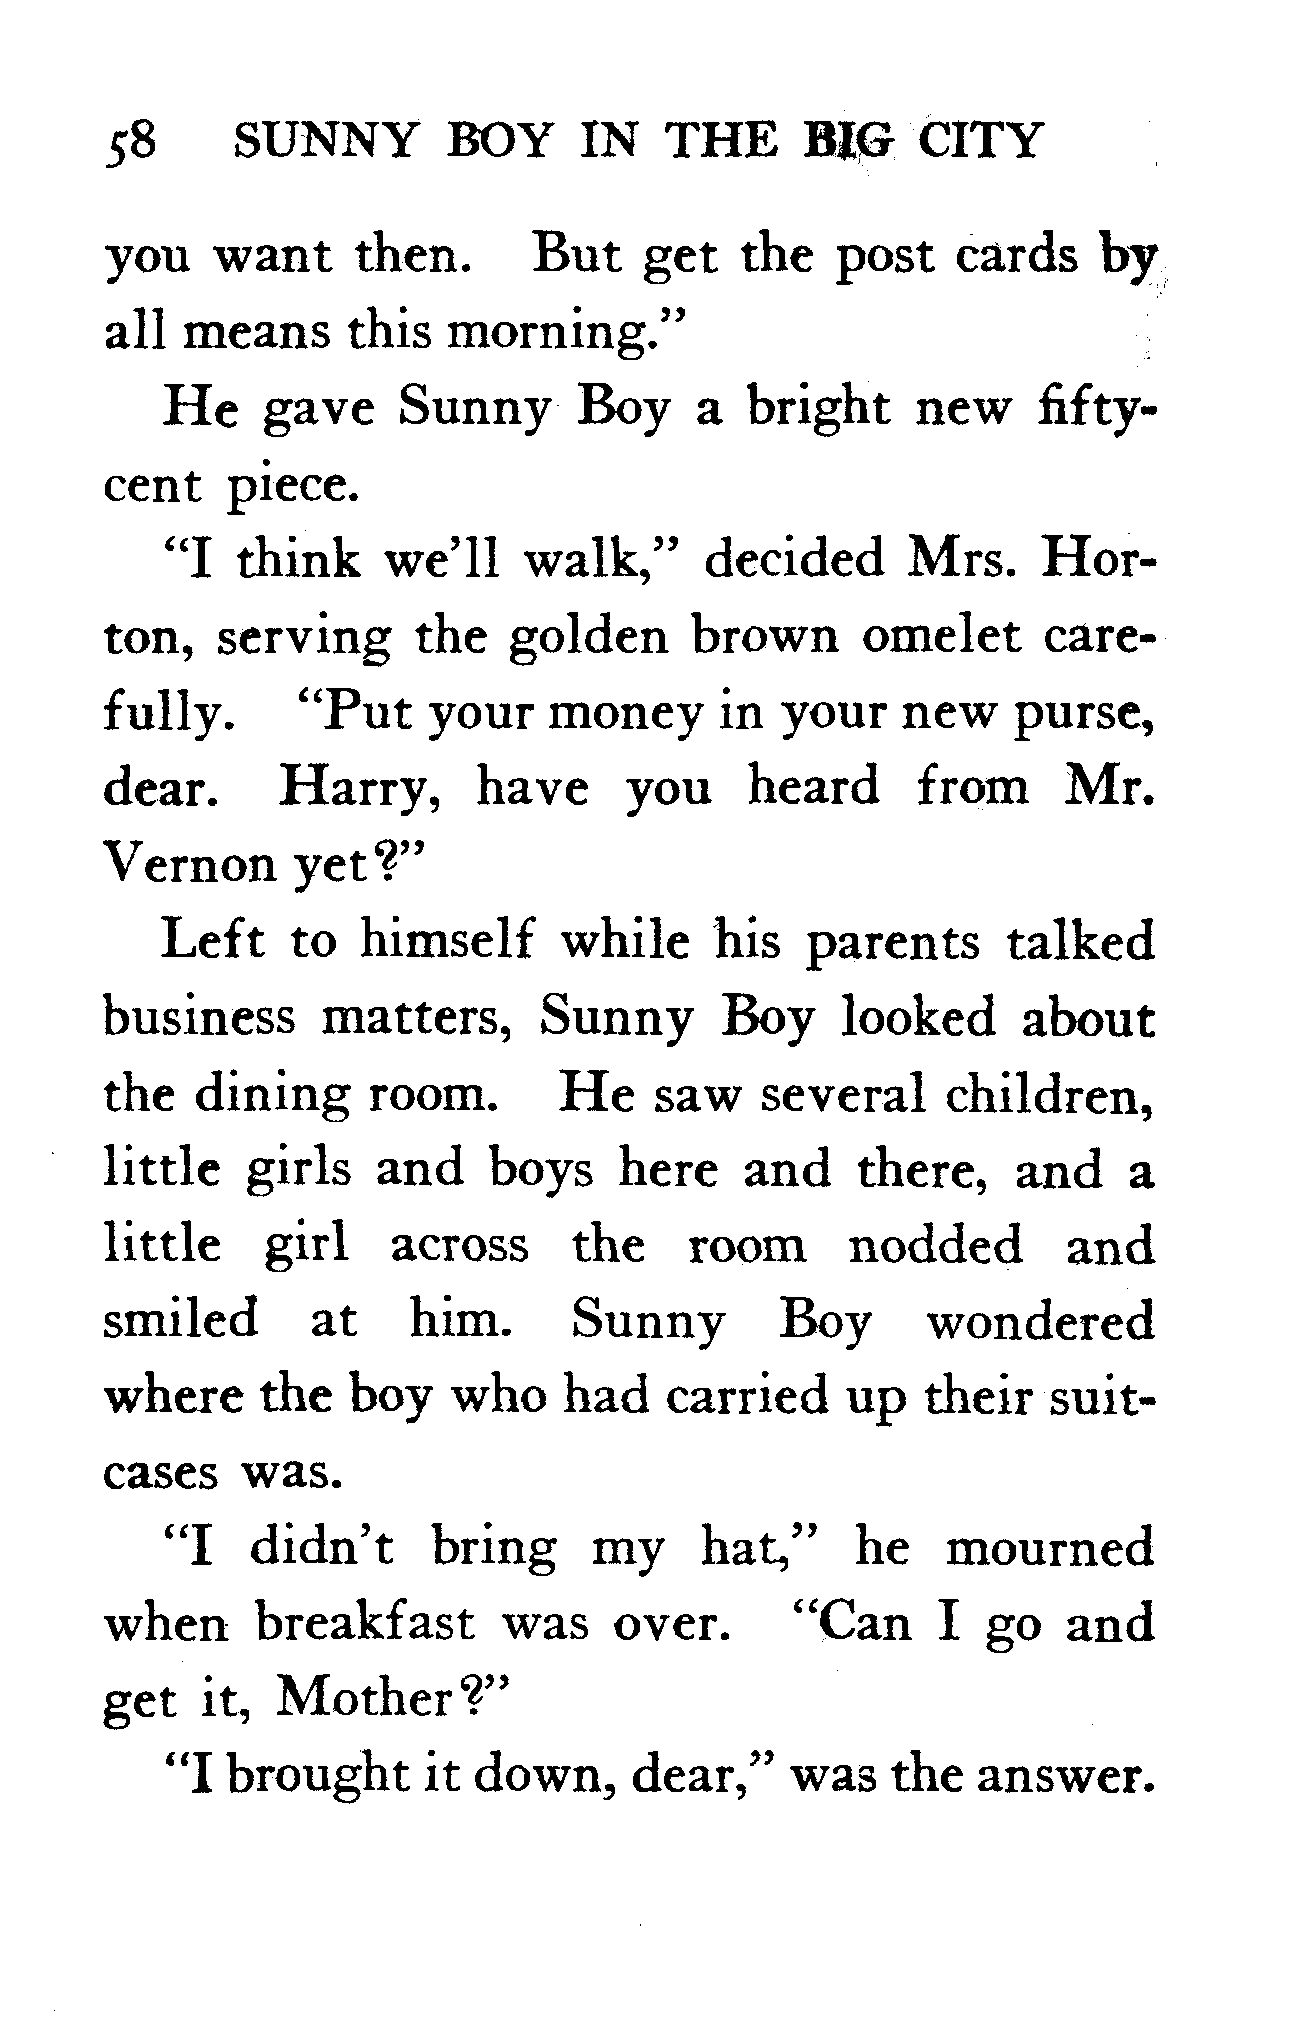 58 SUNNY BOY IN THE BIG CITY
you want then. But get the post cards by
all means this morning.”
He gave Sunny Boy a bright new fifty-
cent piece.
“I think we’ll walk,” decided Mrs. Hor-
ton, serving the golden brown omelet care-
fully. “Put your money in your new purse,
dear. Harry, have you heard from Mr.
Vernon yet?”
Left to himself while his parents talked
business matters, Sunny Boy looked about
the dining room. He saw several children,
little girls and boys here and there, and a
little girl across the room nodded and
smiled at him. Sunny Boy wondered
where the boy who had carried up their suit-
cases was.
“I didn’t bring my hat,” he mourned
when breakfast was over. “Can I go and
get it, Mother?”
“I brought it down, dear,” was the answer.